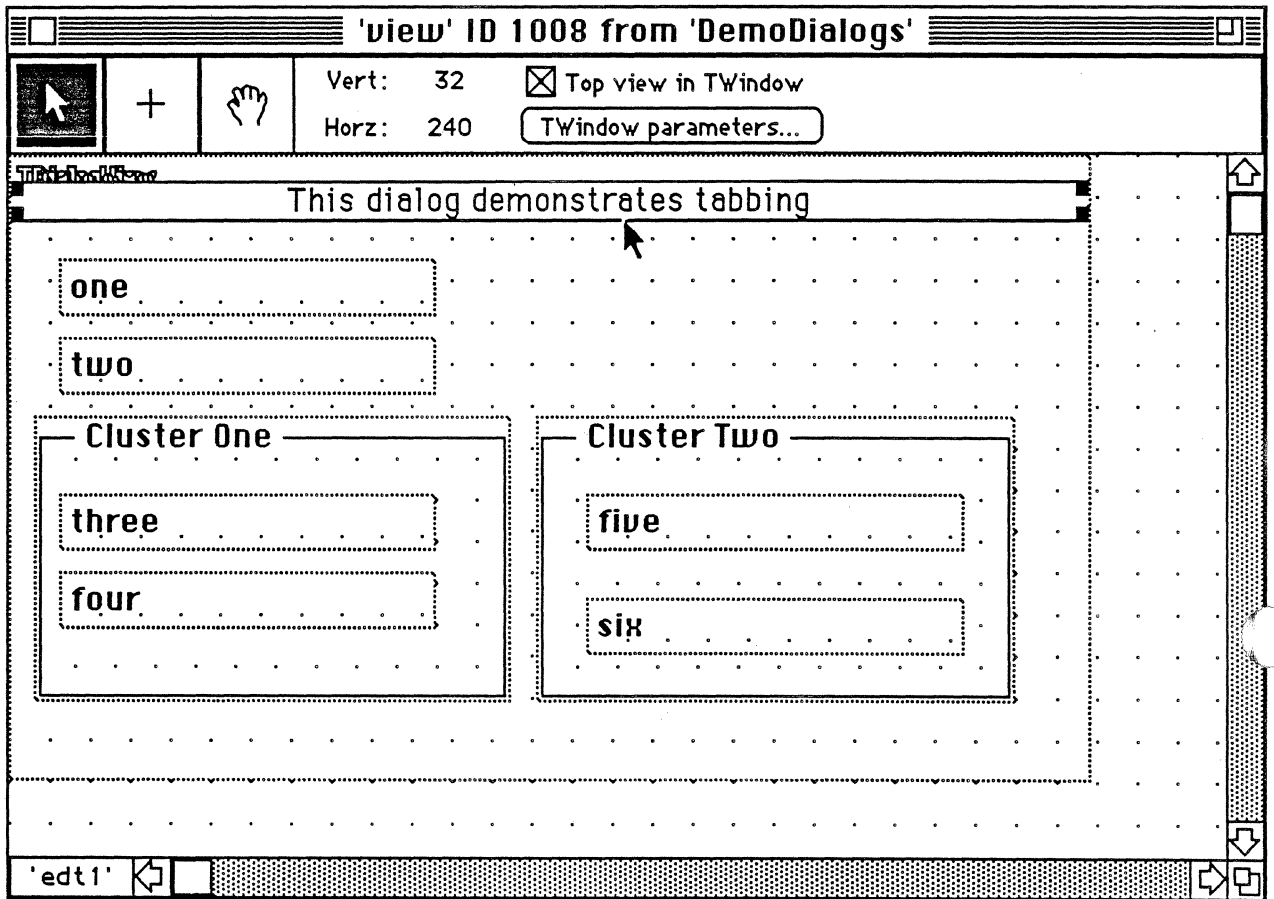 'view' ID 1008 from 'DemoDialogs'
Vert: 32
Top view in TWindow
Horz: 240
TWindow parameters...
TDialogView
This dialog demonstrates tabbing
one
two
Cluster One
Cluster Two
three
five
four
six
'edt1'